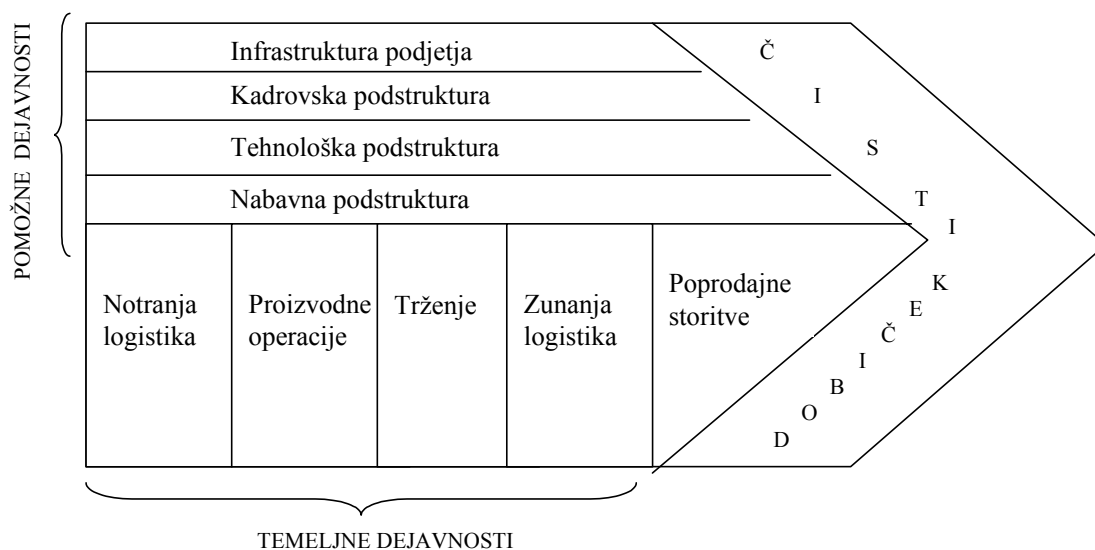 POMOŽNE DEJAVNOSTI
Infrastruktura podjetja
Kadrovska podstruktura
Tehnološka podstruktura
Nabavna podstruktura
Notranja
logistika
Proizvodne
operacije
Trženje
Zunanja
logistika
Poprodajne
storitve
ČISTI
DOBIČEK
TEMELJNE DEJAVNOSTI